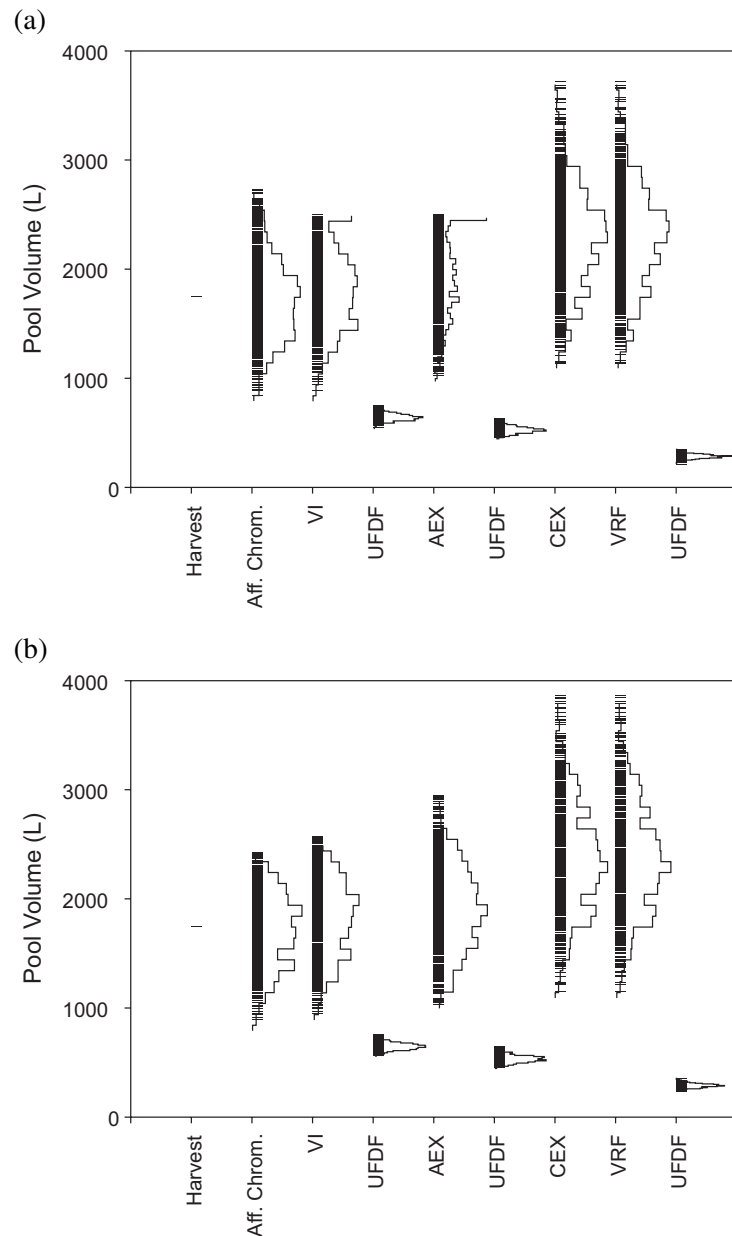 (a)
4000
3000
2000
1000
0
Pool Volume (L)
Harvest
Aff. Chrom.
VI
UFDF
AEX
UFDF
CEX
VRF
UFDF
(b)
4000
3000
2000
1000
0
Pool Volume (L)
Harvest
Aff. Chrom.
VI
UFDF
AEX
UFDF
CEX
VRF
UFDF